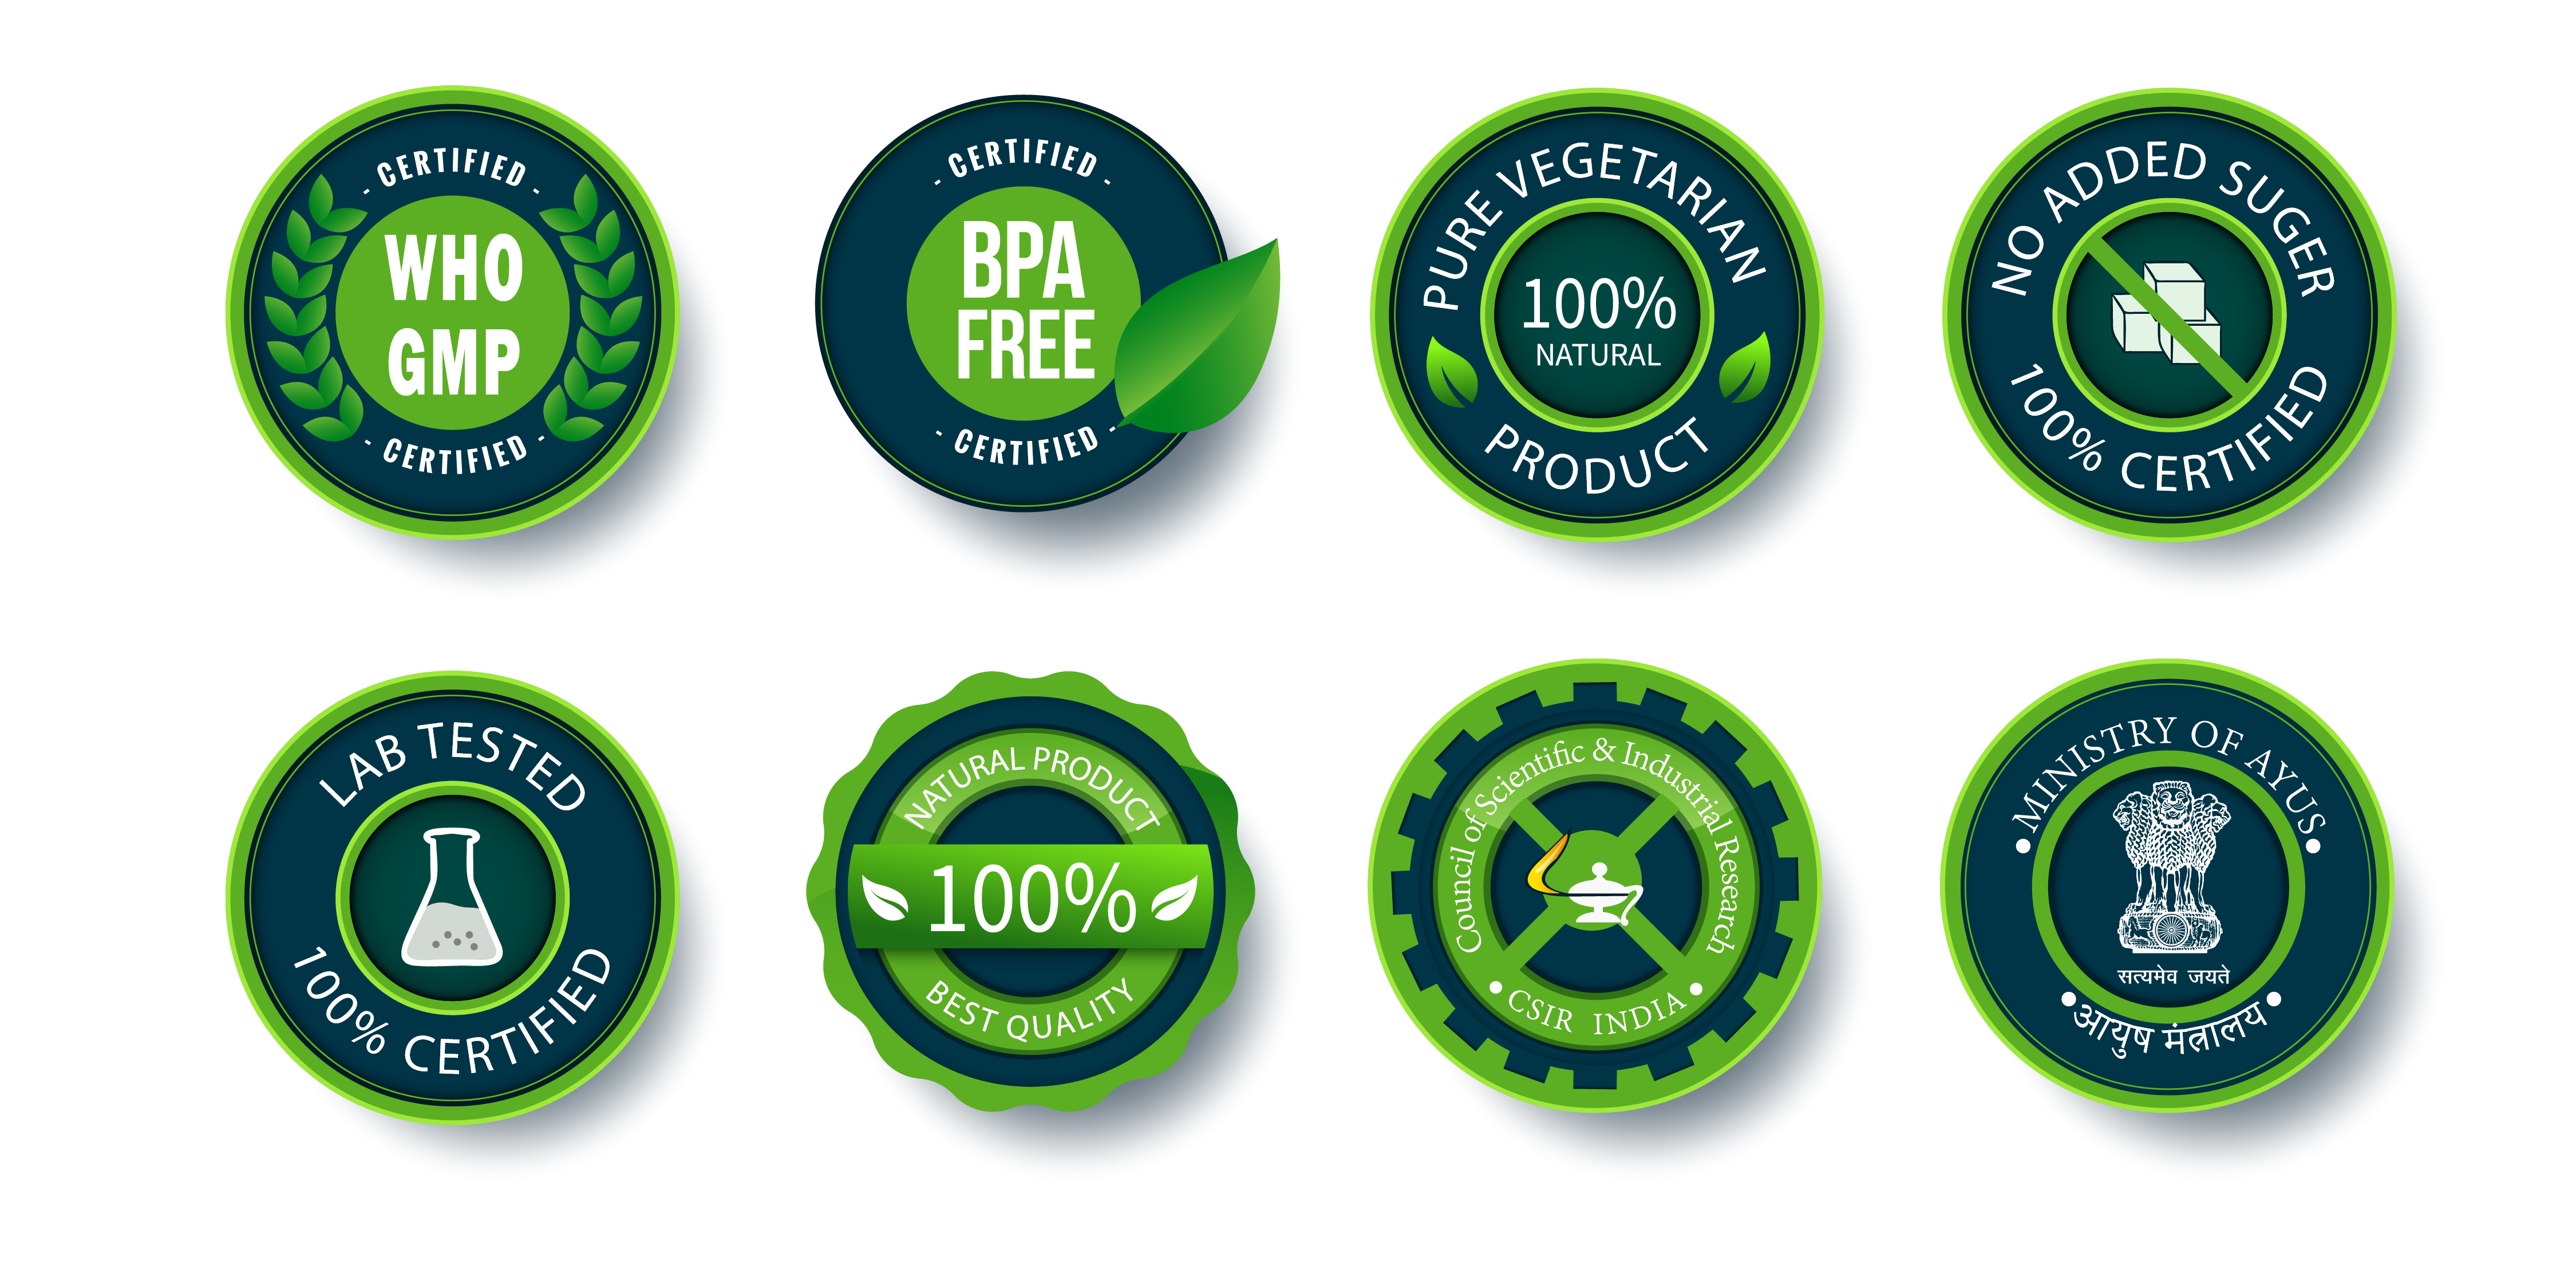 - CERTIFIED -
WHO
GMP
- CERTIFIED -
- CERTIFIED -
BPA
FREE
- CERTIFIED -
PURE VEGETARIAN
100%
NATURAL
PRODUCT
NO ADDED SUGER
100% CERTIFIED
LAB TESTED
100% CERTIFIED
NATURAL PRODUCT
100%
BEST QUALITY
Council of Scientific & Industrial Research
• CSIR INDIA •
• MINISTRY OF AYUS •
सत्यमेव जयते
• आयुष मंत्रालय •